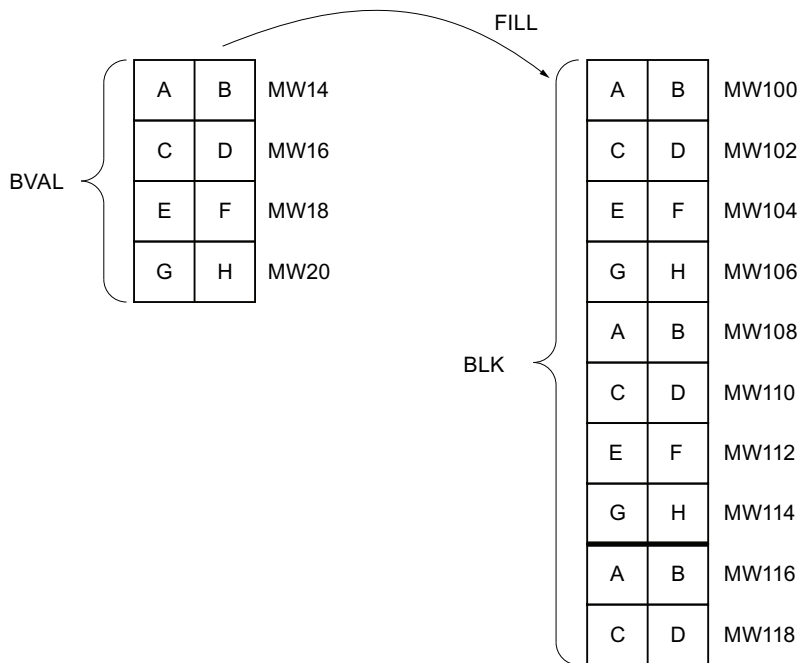 FILL
A B MW14
C D MW16
BVAL
E F MW18
G H MW20
A B MW100
C D MW102
E F MW104
G H MW106
A B MW108
BLK
C D MW110
E F MW112
G H MW114
A B MW116
C D MW118